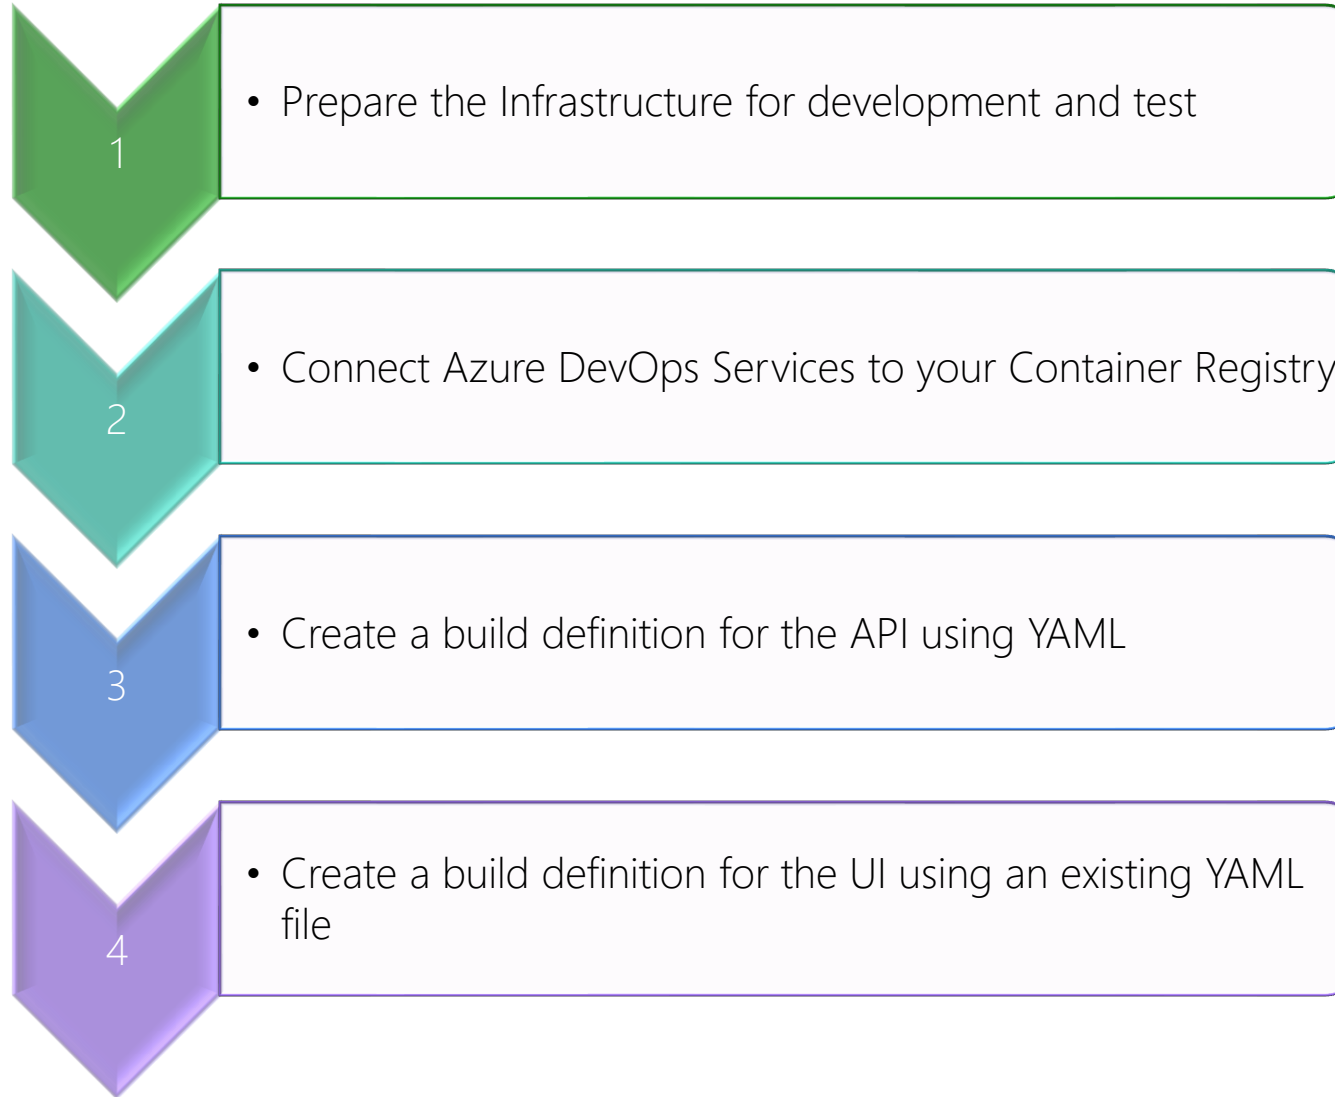 1
• Prepare the Infrastructure for development and test
2
• Connect Azure DevOps Services to your Container Registry
3
• Create a build definition for the API using YAML
4
• Create a build definition for the UI using an existing YAML
file